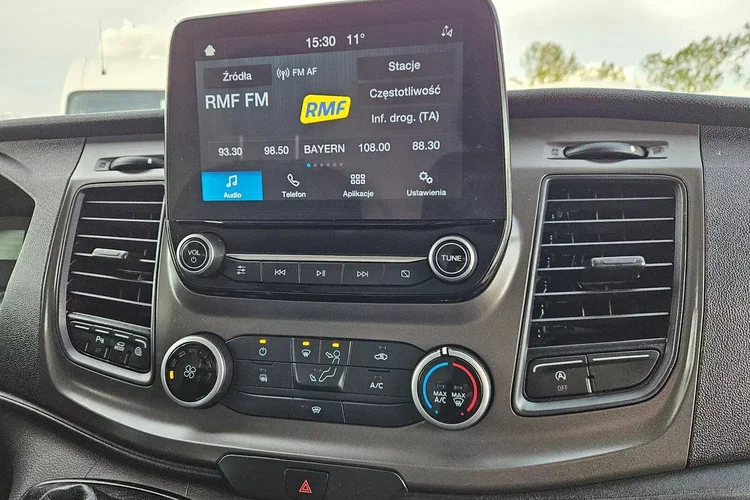 15:30 11°
Źródła
FM AF
Stacje
RMF FM
RMF
Częstotliwość
Inf. drog. (TA)
93.30 98.50 BAYERN 108.00 88.30
Audio Telefon Aplikacje Ustawienia
VOL
TUNE
A/C
MAX A/C
MAX
OFF